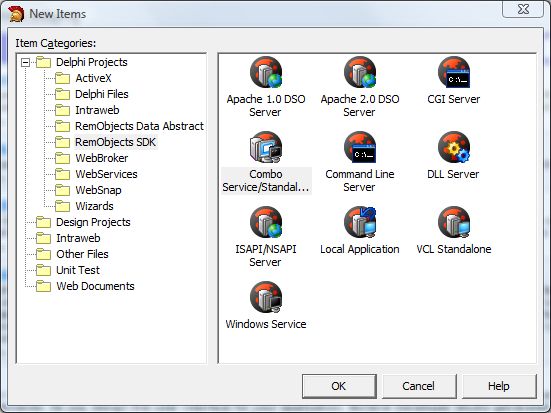 New Items
Item Categories:
Delphi Projects
ActiveX
Delphi Files
Intraweb
RemObjects Data Abstract
RemObjects SDK
WebBroker
WebServices
WebSnap
Wizards
Design Projects
Intraweb
Other Files
Unit Test
Web Documents
Apache 1.0 DSO
Server
Apache 2.0 DSO
Server
CGI Server
Combo
Service/Standal...
Command Line
Server
DLL Server
ISAPI/NSAPI
Server
Local Application
VCL Standalone
Windows Service
OK
Cancel
Help